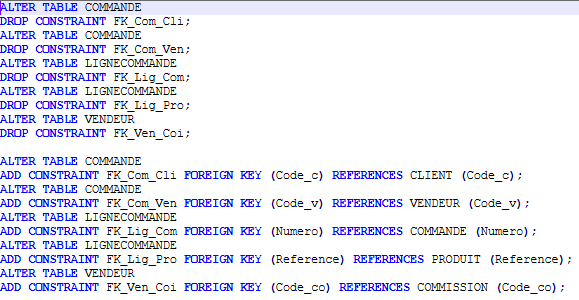 ALTER TABLE COMMANDE
DROP CONSTRAINT FK_Com_Cli;
ALTER TABLE COMMANDE
DROP CONSTRAINT FK_Com_Ven;
ALTER TABLE LIGNECOMMANDE
DROP CONSTRAINT FK_Lig_Com;
ALTER TABLE LIGNECOMMANDE
DROP CONSTRAINT FK_Lig_Pro;
ALTER TABLE VENDEUR
DROP CONSTRAINT FK_Ven_Coi;

ALTER TABLE COMMANDE
ADD CONSTRAINT FK_Com_Cli FOREIGN KEY (Code_c) REFERENCES CLIENT (Code_c);
ALTER TABLE COMMANDE
ADD CONSTRAINT FK_Com_Ven FOREIGN KEY (Code_v) REFERENCES VENDEUR (Code_v);
ALTER TABLE LIGNECOMMANDE
ADD CONSTRAINT FK_Lig_Com FOREIGN KEY (Numero) REFERENCES COMMANDE (Numero);
ALTER TABLE LIGNECOMMANDE
ADD CONSTRAINT FK_Lig_Pro FOREIGN KEY (Reference) REFERENCES PRODUIT (Reference);
ALTER TABLE VENDEUR
ADD CONSTRAINT FK_Ven_Coi FOREIGN KEY (Code_co) REFERENCES COMMISSION (Code_co);